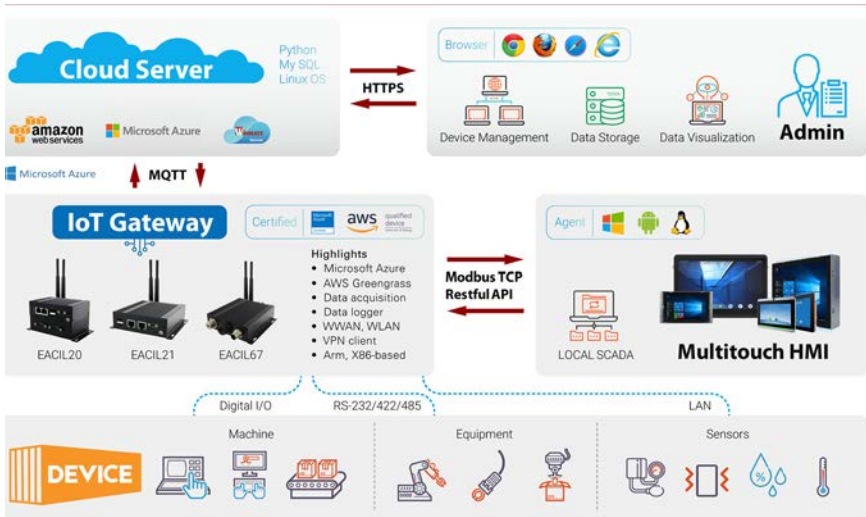 Cloud Server
Python
My SQL
Linux OS
amazon
webservices
Microsoft Azure
HTTPS
Browser
Device Management
Data Storage
Data Visualization
Admin
Microsoft Azure
MQTT
IoT Gateway
Certified
aws
qualified
device
Highlights
• Microsoft Azure
• AWS Greengrass
• Data acquisition
• Data logger
• WWAN, WLAN
• VPN client
• Arm, X86-based
EACIL20
EACIL21
EACIL67
Modbus TCP
Restful API
Agent
LOCAL SCADA
Multitouch HMI
Digital I/O
RS-232/422/485
LAN
DEVICE
Machine
Equipment
Sensors
%